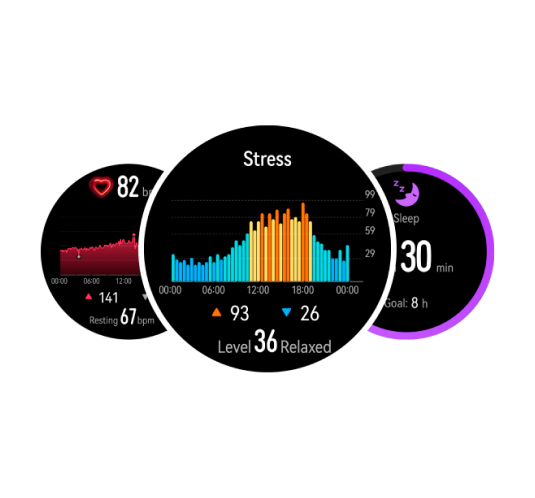 82
141
Resting 67 bpm
00:00 06:00 12:00
Stress
99
79
59
29
00:00 06:00 12:00 18:00 00:00
93 26
Level 36 Relaxed
zzz
Sleep
30 min
Goal: 8 h